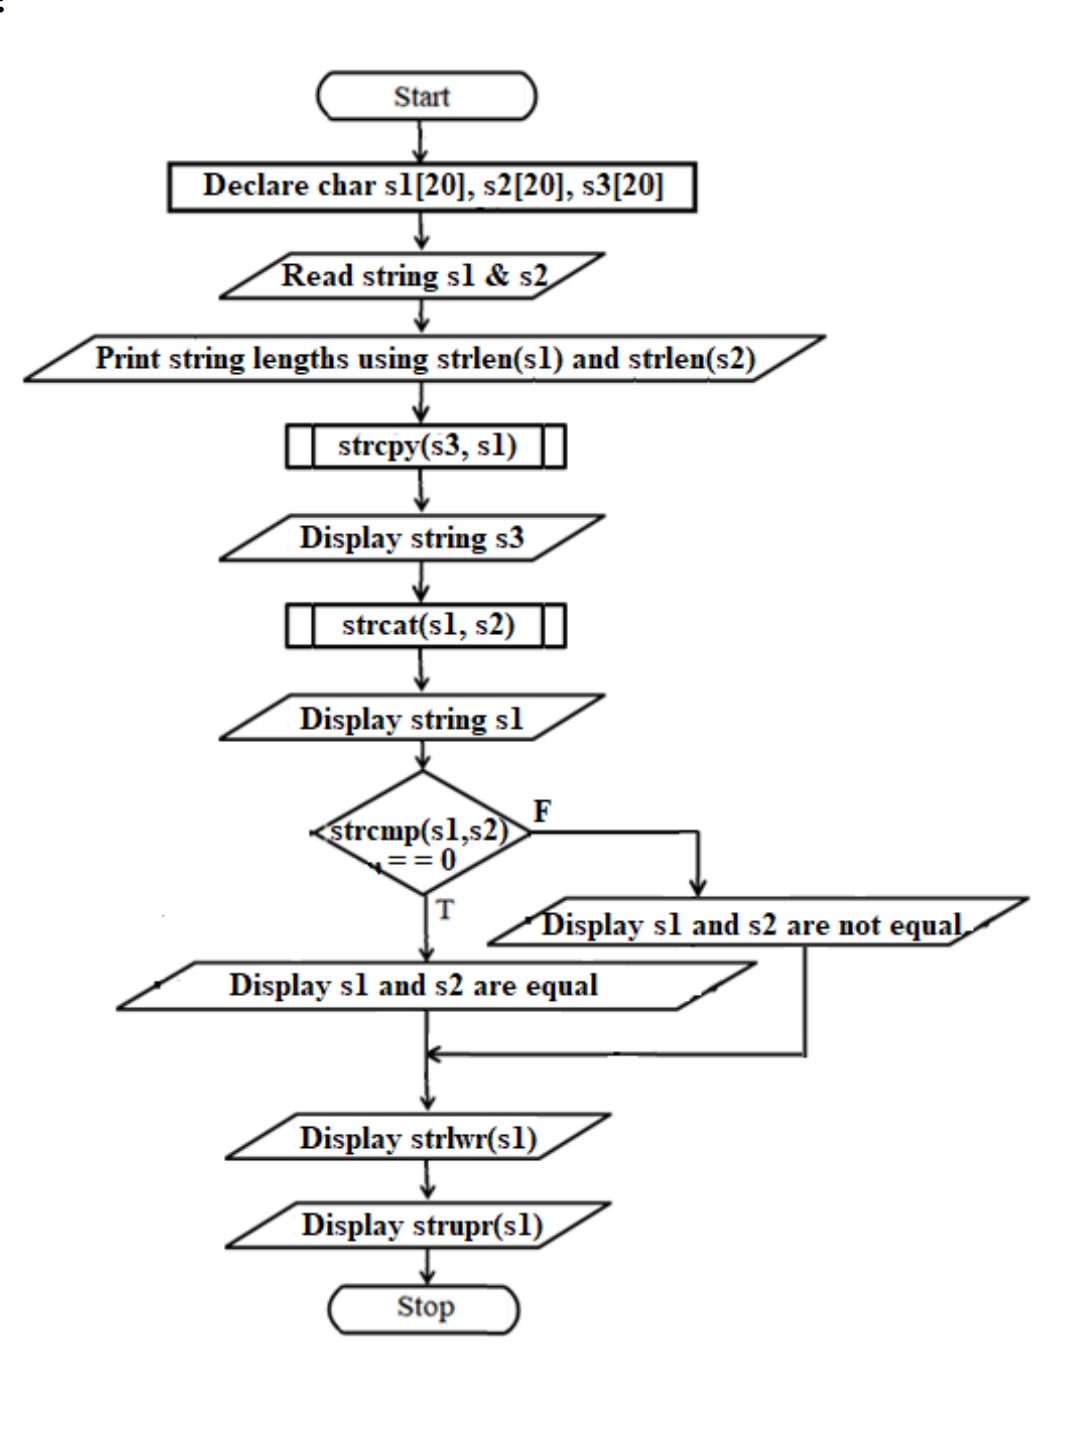 :
Start
Declare char s1[20], s2[20], s3[20]
Read string s1 & s2
Print string lengths using strlen(s1) and strlen(s2)
strcpy(s3, s1)
Display string s3
strcat(s1, s2)
Display string s1
strcmp(s1,s2)
= = 0
F
T
Display s1 and s2 are not equal
Display s1 and s2 are equal
Display strlwr(s1)
Display strupr(s1)
Stop